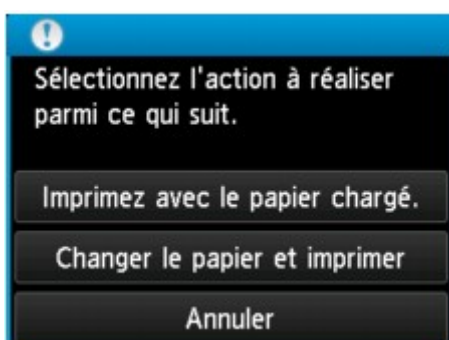 Sélectionnez l'action à réaliser
parmi ce qui suit.
Imprimez avec le papier chargé.
Changer le papier et imprimer
Annuler